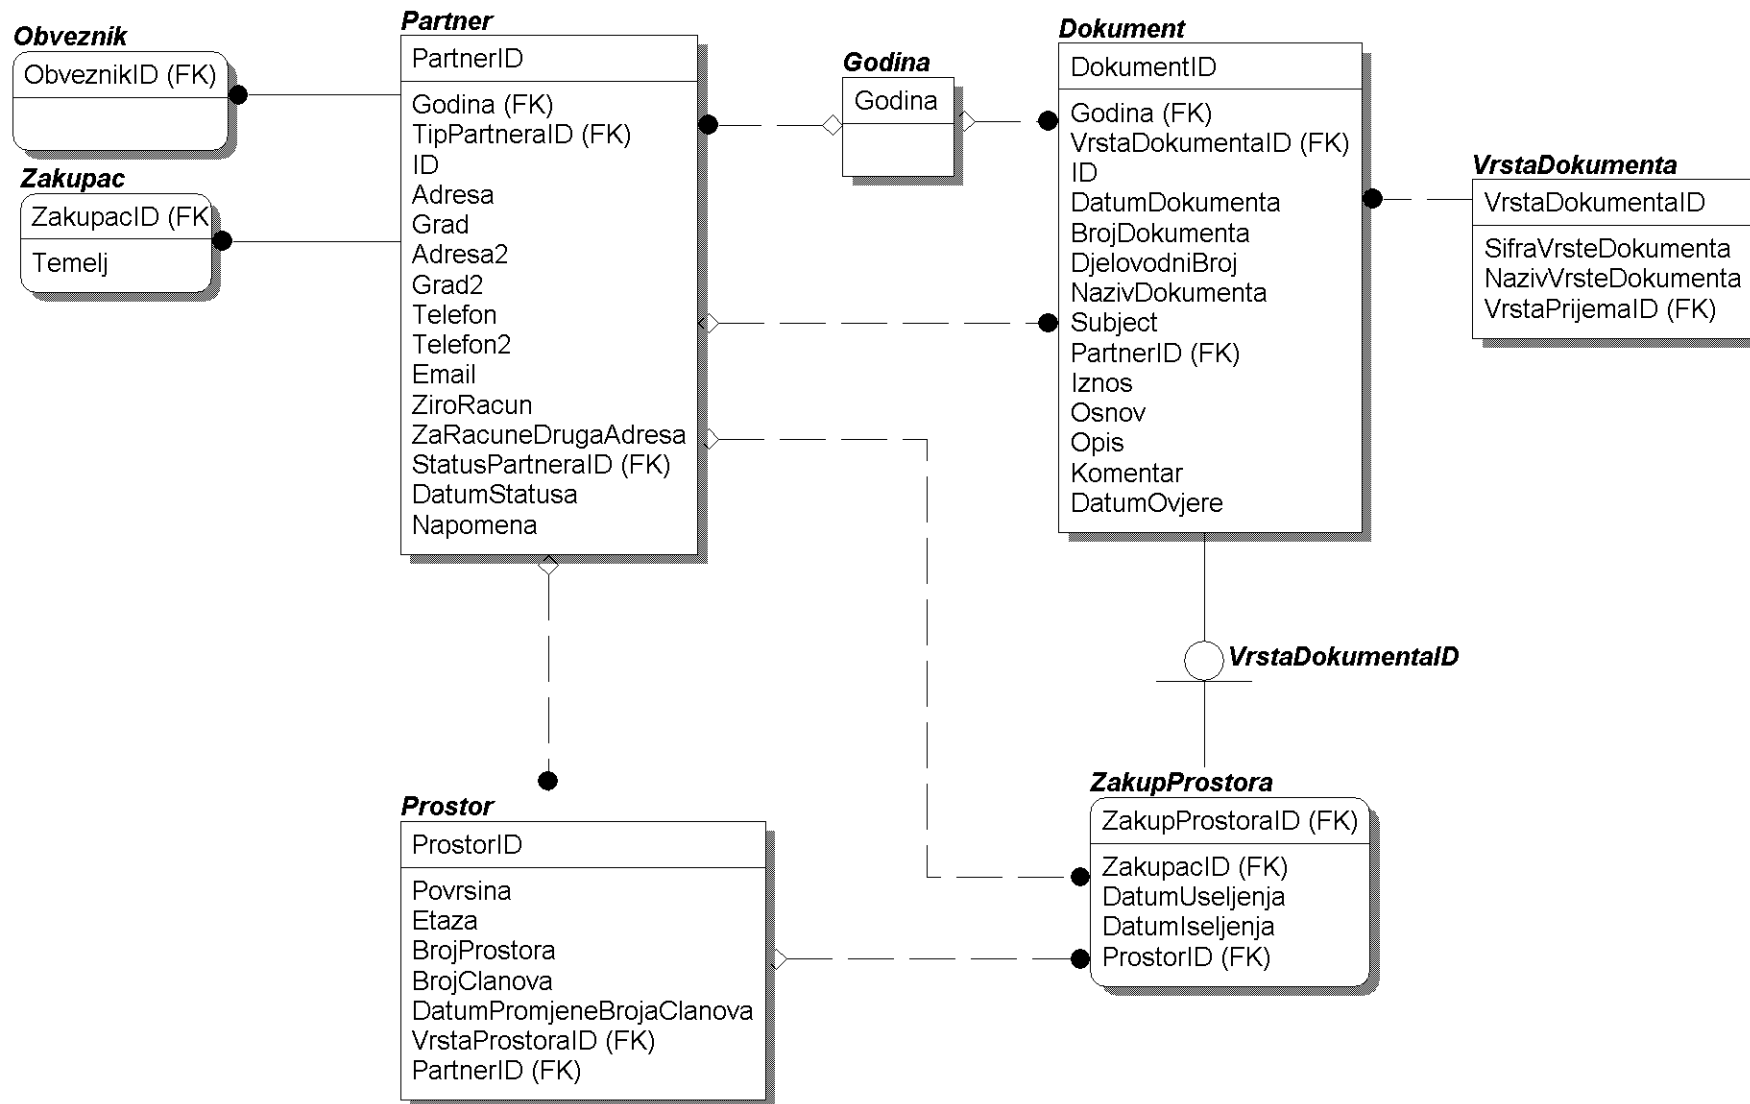 Obveznik
ObveznikID (FK)
Zakupac
ZakupacID (FK
Temelj
Partner
PartnerID
Godina (FK)
TipPartneraID (FK)
ID
Adresa
Grad
Adresa2
Grad2
Telefon
Telefon2
Email
ZiroRacun
ZaRacuneDrugaAdresa
StatusPartneraID (FK)
DatumStatusa
Napomena
Godina
Godina
Dokument
DokumentID
Godina (FK)
VrstaDokumentaID (FK)
ID
DatumDokumenta
BrojDokumenta
DjelovodniBroj
NazivDokumenta
Subject
PartnerID (FK)
Iznos
Osnov
Opis
Komentar
DatumOvjere
VrstaDokumenta
VrstaDokumentaID
SifraVrsteDokumenta
NazivVrsteDokumenta
VrstaPrijemaID (FK)
VrstaDokumentaID
Prostor
ProstorID
Povrsina
Etaza
BrojProstora
BrojClanova
DatumPromjeneBrojaClanova
VrstaProstoraID (FK)
PartnerID (FK)
ZakupProstora
ZakupProstoraID (FK)
ZakupacID (FK)
DatumUseljenja
DatumIseljenja
ProstorID (FK)